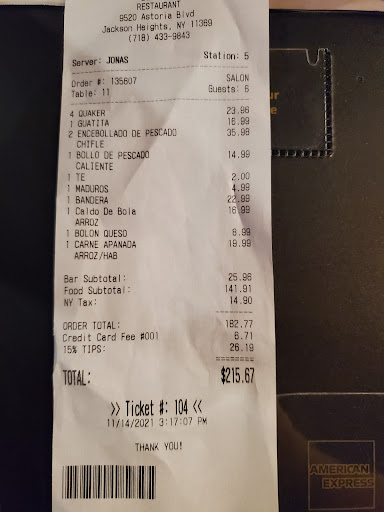 RESTAURANT
9520 Astoria Blvd
Jackson Heights, NY 11369
(718) 433-9843
Server: JONAS Station: 5
Order #: 135607 SALON
Table: 11 Guests: 6
4 QUAKER 23.96
1 GUATITA 16.99
2 ENCEBOLLADO DE PESCADO 35.98
CHIFLE
1 BOLLO DE PESCADO 14.99
CALIENTE
1 TE 2.00
1 MADUROS 4.99
1 BANDERA 22.99
1 Caldo De Bola 16.99
ARROZ
1 BOLON QUESO 8.99
1 CARNE APANADA 19.99
ARROZ/HAB
Bar Subtotal: 25.96
Food Subtotal: 141.91
NY Tax: 14.90
ORDER TOTAL: 182.77
Credit Card Fee #001 6.71
15% TIPS: 26.19
TOTAL: $215.67
>> Ticket #: 104 <<
11/14/2021 3:17:07 PM
THANK YOU!
AMERICAN
EXPRESS